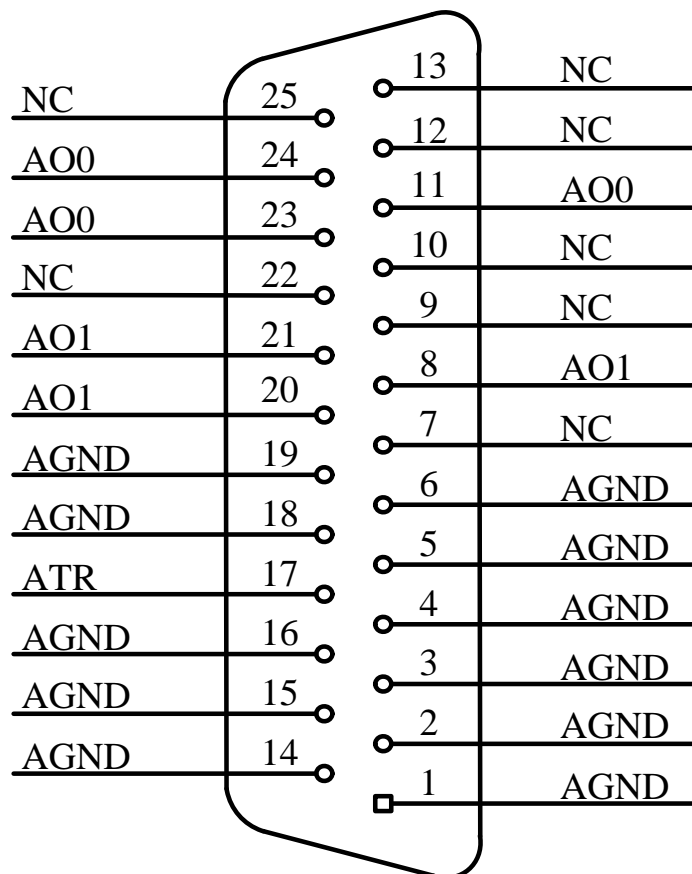 13 NC
NC 25
12 NC
AO0 24
11 AO0
AO0 23
10 NC
NC 22
9 NC
AO1 21
8 AO1
AO1 20
7 NC
AGND 19
6 AGND
AGND 18
5 AGND
ATR 17
4 AGND
AGND 16
3 AGND
AGND 15
2 AGND
AGND 14
1 AGND